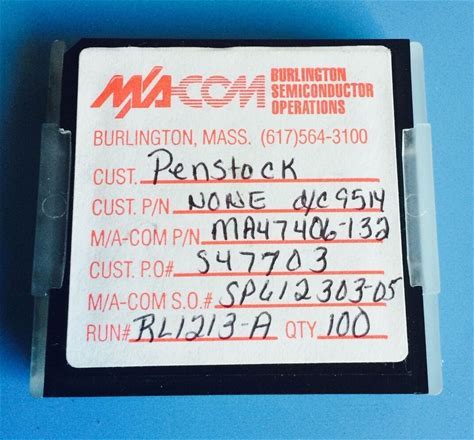 M/A-COM BURLINGTON
SEMICONDUCTOR
OPERATIONS
BURLINGTON, MASS. (617)564-3100
CUST. Penstock
CUST. P/N NONE d/c9514
M/A-COM P/N MA47406-132
CUST. P.O# S47703
M/A-COM S.O.# SP612303-05
RUN# RL1213-A QTY 100